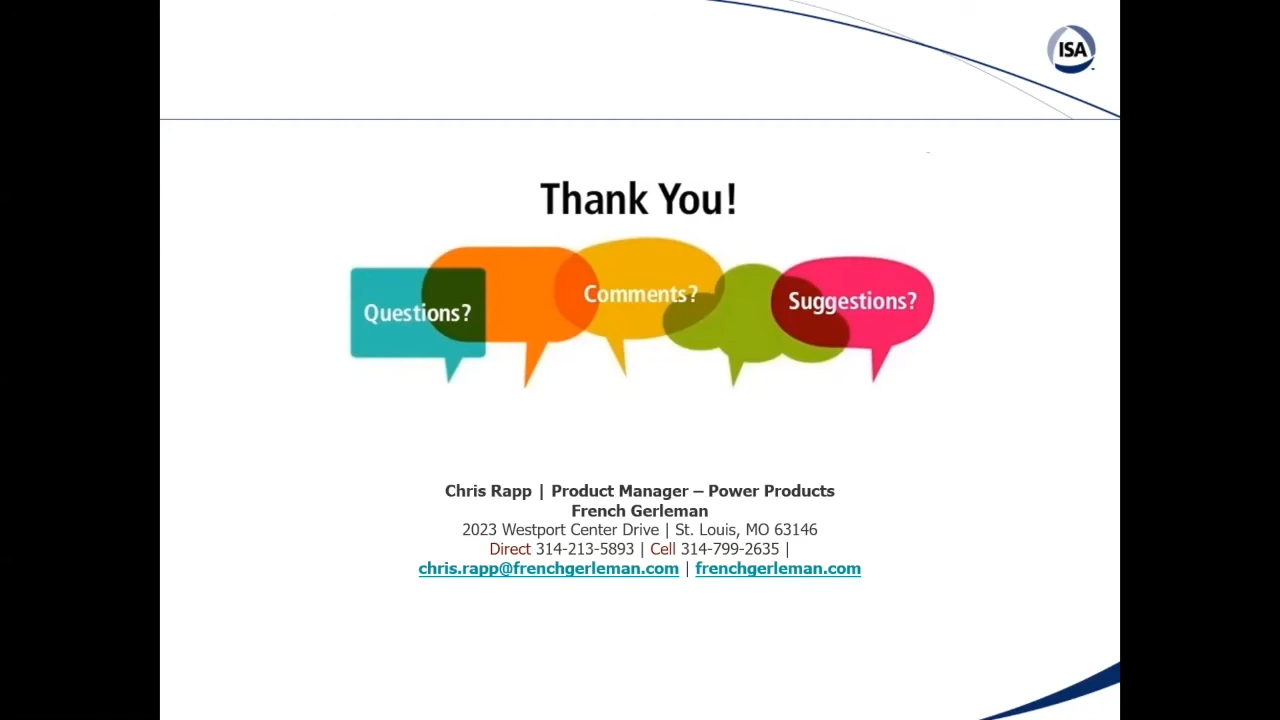 ISA
Thank You!
Questions?
Comments?
Suggestions?
Chris Rapp | Product Manager – Power Products
French Gerleman
2023 Westport Center Drive | St. Louis, MO 63146
Direct 314-213-5893 | Cell 314-799-2635 |
chris.rapp@frenchgerleman.com | frenchgerleman.com